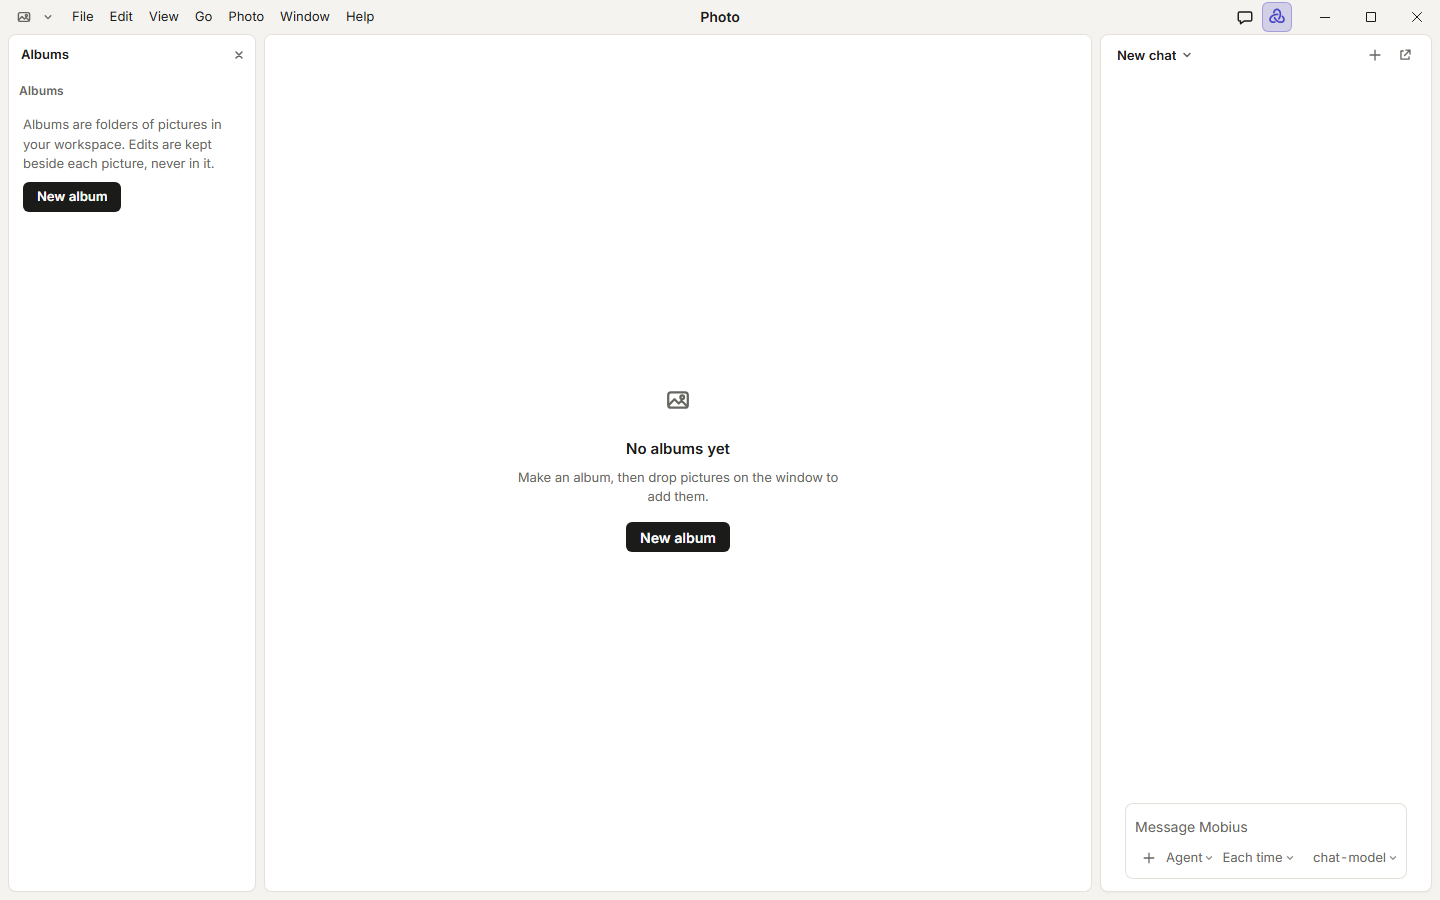 File Edit View Go Photo Window Help
Photo
Albums
Albums
Albums are folders of pictures in
your workspace. Edits are kept
beside each picture, never in it.
New album
No albums yet
Make an album, then drop pictures on the window to
add them.
New album
New chat
Message Mobius
Agent Each time chat-model